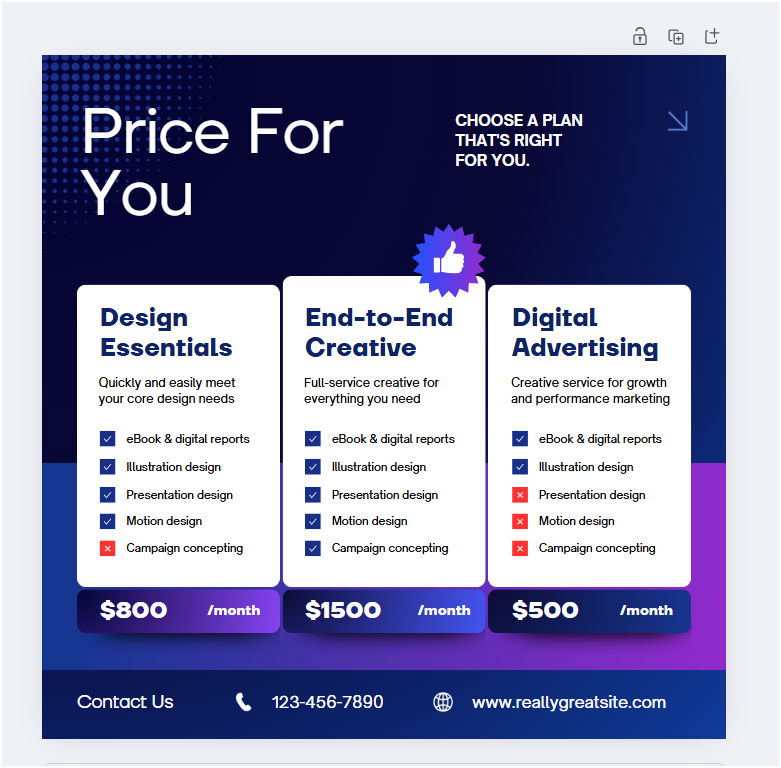 Price For
You
CHOOSE A PLAN
THAT'S RIGHT
FOR YOU.
Design
Essentials
Quickly and easily meet
your core design needs
eBook & digital reports
Illustration design
Presentation design
Motion design
Campaign concepting
$800 /month
End-to-End
Creative
Full-service creative for
everything you need
eBook & digital reports
Illustration design
Presentation design
Motion design
Campaign concepting
$1500 /month
Digital
Advertising
Creative service for growth
and performance marketing
eBook & digital reports
Illustration design
Presentation design
Motion design
Campaign concepting
$500 /month
Contact Us 123-456-7890 www.reallygreatsite.com